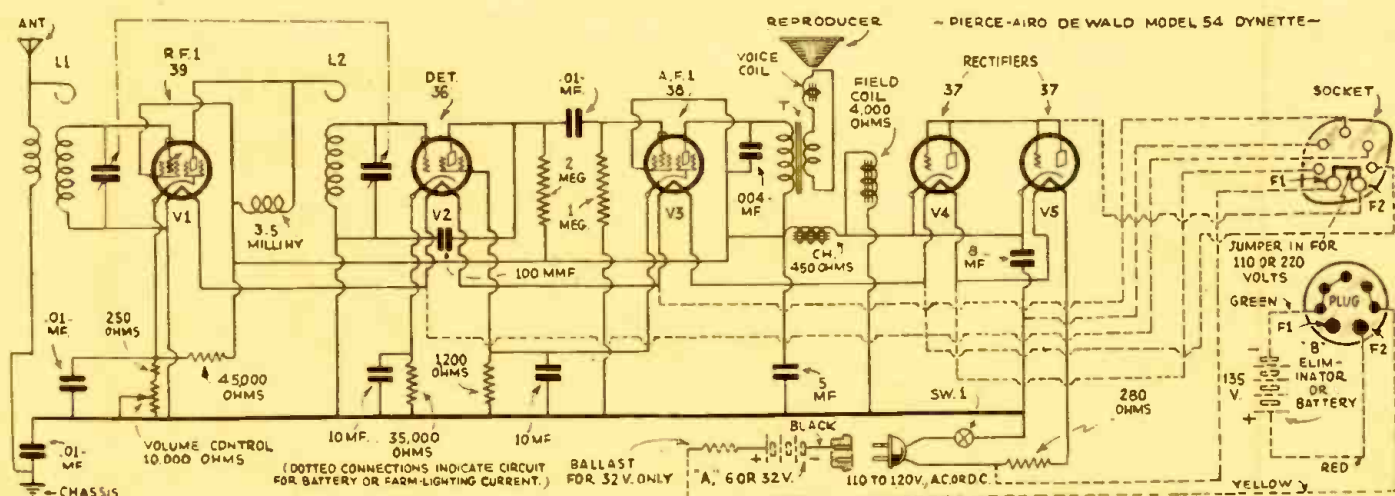 ~ PIERCE-AIRO DE WALD MODEL 54 DYNETTE ~
ANT.
L1
R.F.1
39
L2
DET.
36
.01-
MF.
A.F.1
38
REPRODUCER
VOICE
COIL
T
FIELD
COIL
4,000
OHMS
RECTIFIERS
37
37
SOCKET
V1
3.5
MILLIHY
V2
2
MEG.
1
MEG.
V3
.004-
MF
V4
V5
F1
F2
100 MMF
CH.
450 OHMS
8
MF
JUMPER IN FOR
110 OR 220
VOLTS
GREEN
PLUG
F1
F2
.01-
MF.
250
OHMS
45,000
OHMS
1200
OHMS
5
MF
SW.1
280
OHMS
135
V.
"B"
ELIM-
INATOR
OR
BATTERY
+
.01-
MF
VOLUME CONTROL
10,000 OHMS
10 MF.
35,000
OHMS
10 MF
(DOTTED CONNECTIONS INDICATE CIRCUIT
FOR BATTERY OR FARM-LIGHTING CURRENT.)
BALLAST
FOR 32 V. ONLY
BLACK
+
-
"A," 6 OR 32 V.
110 TO 120V., A.C. OR D.C.
RED
YELLOW
CHASSIS